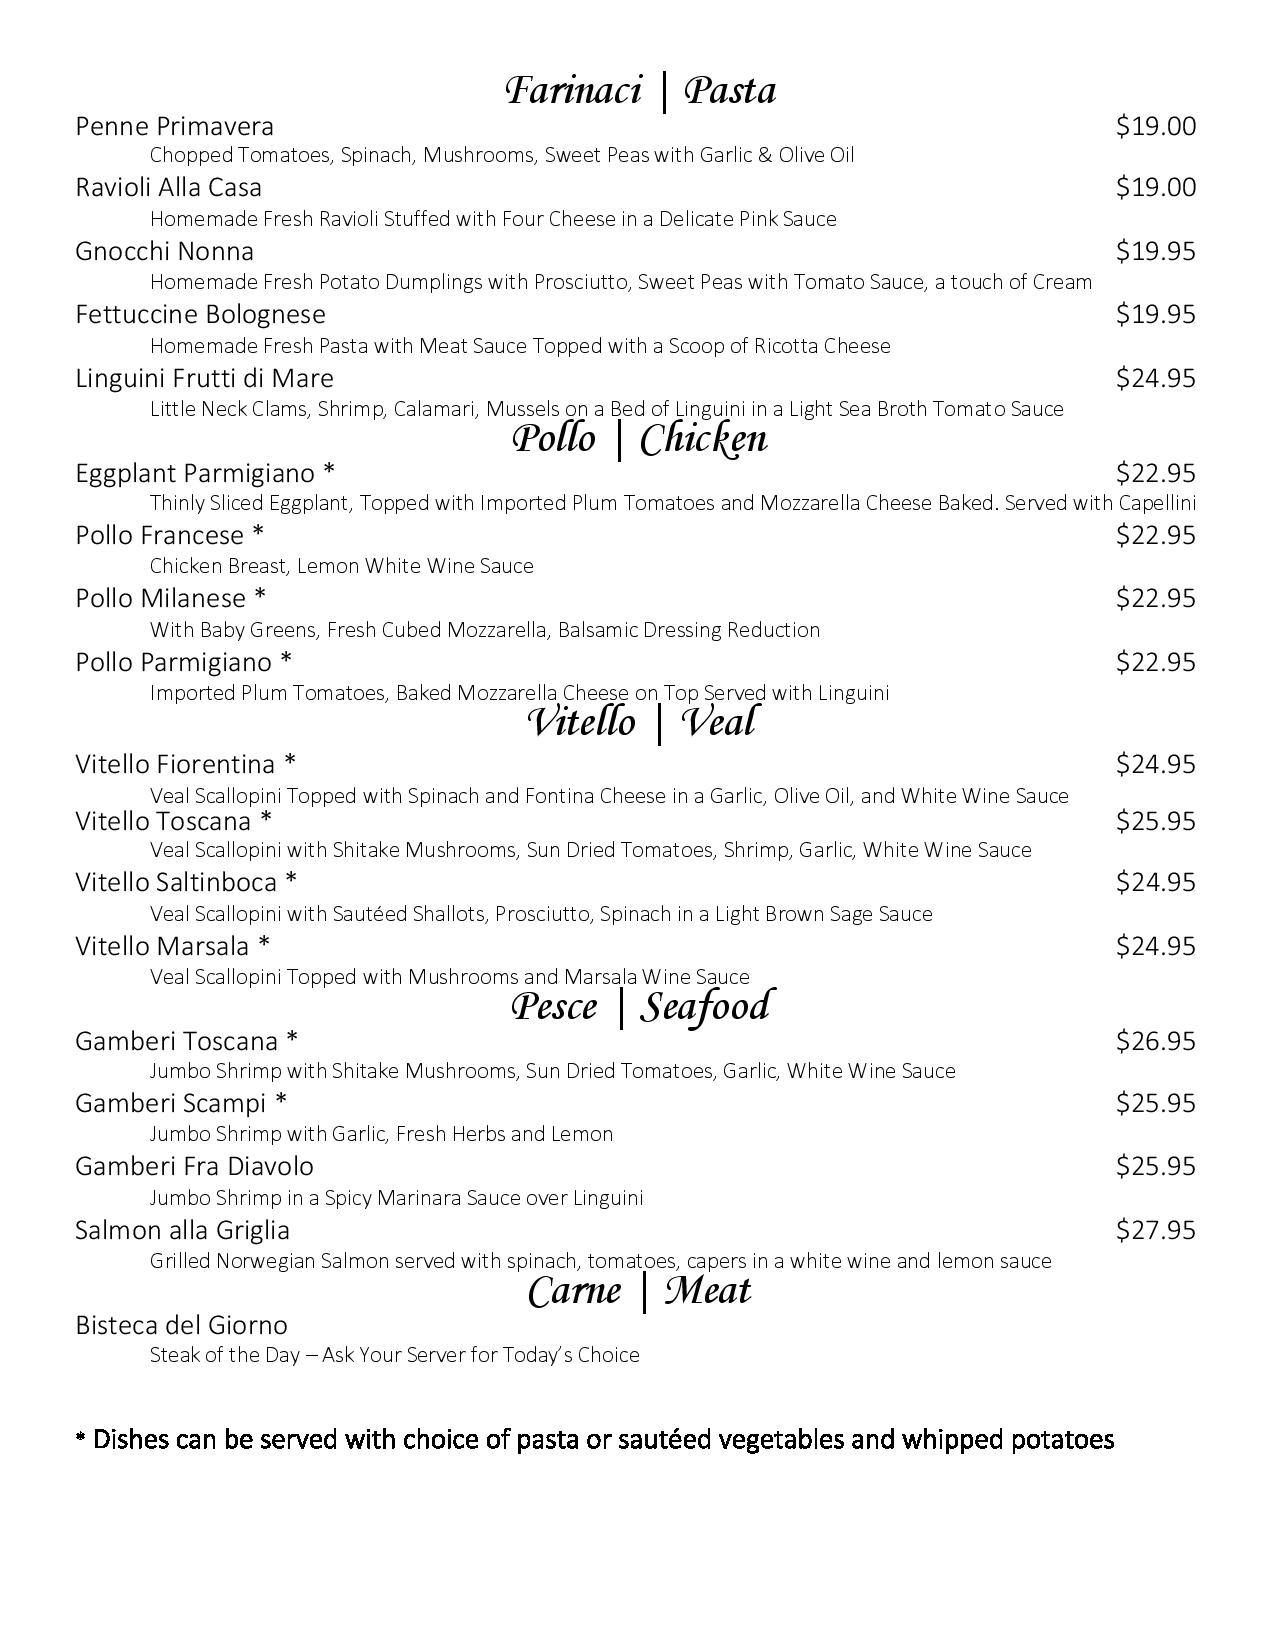 Farinaci | Pasta
Penne Primavera $19.00
Chopped Tomatoes, Spinach, Mushrooms, Sweet Peas with Garlic & Olive Oil
Ravioli Alla Casa $19.00
Homemade Fresh Ravioli Stuffed with Four Cheese in a Delicate Pink Sauce
Gnocchi Nonna $19.95
Homemade Fresh Potato Dumplings with Prosciutto, Sweet Peas with Tomato Sauce, a touch of Cream
Fettuccine Bolognese $19.95
Homemade Fresh Pasta with Meat Sauce Topped with a Scoop of Ricotta Cheese
Linguini Frutti di Mare $24.95
Little Neck Clams, Shrimp, Calamari, Mussels on a Bed of Linguini in a Light Sea Broth Tomato Sauce
Pollo | Chicken
Eggplant Parmigiano * $22.95
Thinly Sliced Eggplant, Topped with Imported Plum Tomatoes and Mozzarella Cheese Baked. Served with Capellini
Pollo Francese * $22.95
Chicken Breast, Lemon White Wine Sauce
Pollo Milanese * $22.95
With Baby Greens, Fresh Cubed Mozzarella, Balsamic Dressing Reduction
Pollo Parmigiano * $22.95
Imported Plum Tomatoes, Baked Mozzarella Cheese on Top Served with Linguini
Vitello | Veal
Vitello Fiorentina * $24.95
Veal Scallopini Topped with Spinach and Fontina Cheese in a Garlic, Olive Oil, and White Wine Sauce
Vitello Toscana * $25.95
Veal Scallopini with Shitake Mushrooms, Sun Dried Tomatoes, Shrimp, Garlic, White Wine Sauce
Vitello Saltinboca * $24.95
Veal Scallopini with Sautéed Shallots, Prosciutto, Spinach in a Light Brown Sage Sauce
Vitello Marsala * $24.95
Veal Scallopini Topped with Mushrooms and Marsala Wine Sauce
Pesce | Seafood
Gamberi Toscana * $26.95
Jumbo Shrimp with Shitake Mushrooms, Sun Dried Tomatoes, Garlic, White Wine Sauce
Gamberi Scampi * $25.95
Jumbo Shrimp with Garlic, Fresh Herbs and Lemon
Gamberi Fra Diavolo $25.95
Jumbo Shrimp in a Spicy Marinara Sauce over Linguini
Salmon alla Griglia $27.95
Grilled Norwegian Salmon served with spinach, tomatoes, capers in a white wine and lemon sauce
Carne | Meat
Bisteca del Giorno
Steak of the Day – Ask Your Server for Today's Choice
* Dishes can be served with choice of pasta or sautéed vegetables and whipped potatoes